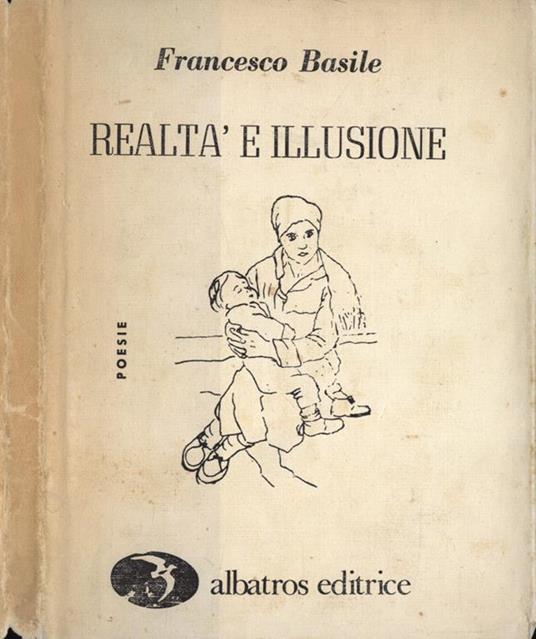 Francesco Basile
REALTA' E ILLUSIONE
POESIE
albatros editrice